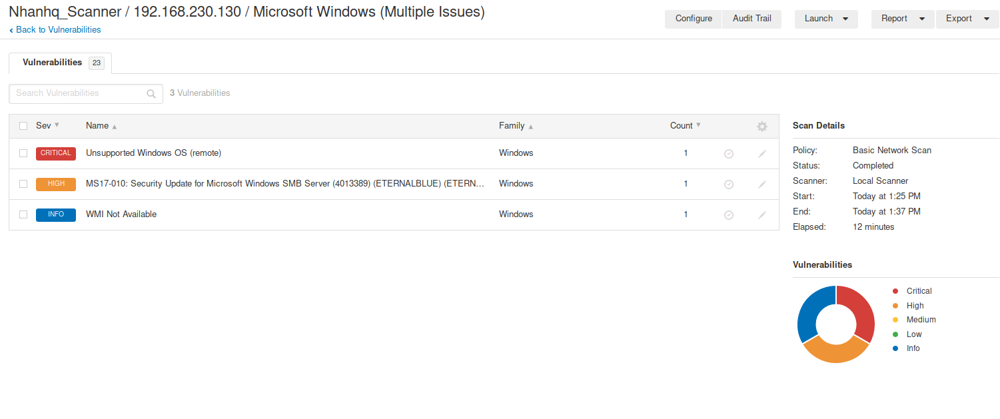 Nhanhq_Scanner / 192.168.230.130 / Microsoft Windows (Multiple Issues)
‹ Back to Vulnerabilities
Configure Audit Trail Launch Report Export
Vulnerabilities 23
Search Vulnerabilities 3 Vulnerabilities
Sev Name Family Count
CRITICAL Unsupported Windows OS (remote) Windows 1
HIGH MS17-010: Security Update for Microsoft Windows SMB Server (4013389) (ETERNALBLUE) (ETERN... Windows 1
INFO WMI Not Available Windows 1
Scan Details
Policy: Basic Network Scan
Status: Completed
Scanner: Local Scanner
Start: Today at 1:25 PM
End: Today at 1:37 PM
Elapsed: 12 minutes
Vulnerabilities
Critical
High
Medium
Low
Info